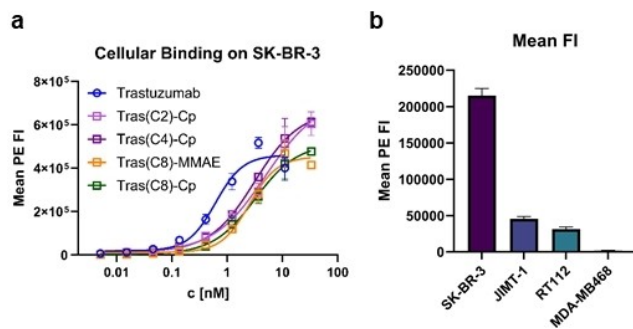 a
Cellular Binding on SK-BR-3
Mean PE FI
8×10⁵
6×10⁵
4×10⁵
2×10⁵
0
Trastuzumab
Tras(C2)-Cp
Tras(C4)-Cp
Tras(C8)-MMAE
Tras(C8)-Cp
0.01 0.1 1 10 100
c [nM]
b
Mean FI
Mean PE FI
250000
200000
150000
100000
50000
0
SK-BR-3
JIMT-1
RT112
MDA-MB468